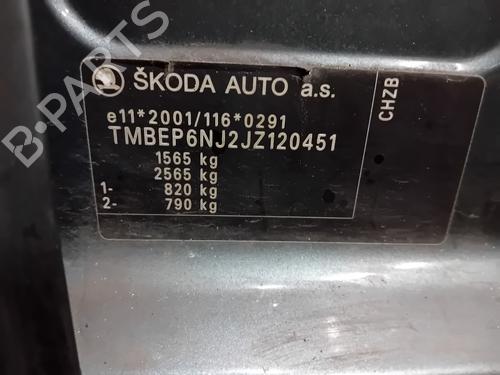 ŠKODA AUTO a.s.
e11*2001/116*0291
TMBEP6NJ2JZ120451
1565 kg
2565 kg
1- 820 kg
2- 790 kg
CHZB
B-PARTS